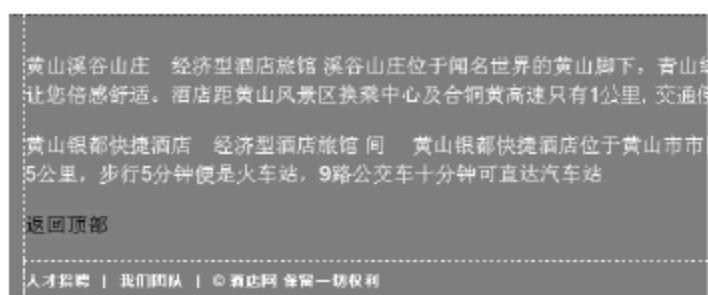 黄山溪谷山庄 经济型酒店旅馆 溪谷山庄位于闻名世界的黄山脚下，青山
让您倍感舒适。酒店距黄山风景区换乘中心及合铜黄高速只有1公里, 交通便
黄山银都快捷酒店 经济型酒店旅馆 间 黄山银都快捷酒店位于黄山市市
5公里，步行5分钟便是火车站，9路公交车十分钟可直达汽车站
返回顶部
人才招聘 | 我们团队 | © 酒店网 保留一切权利